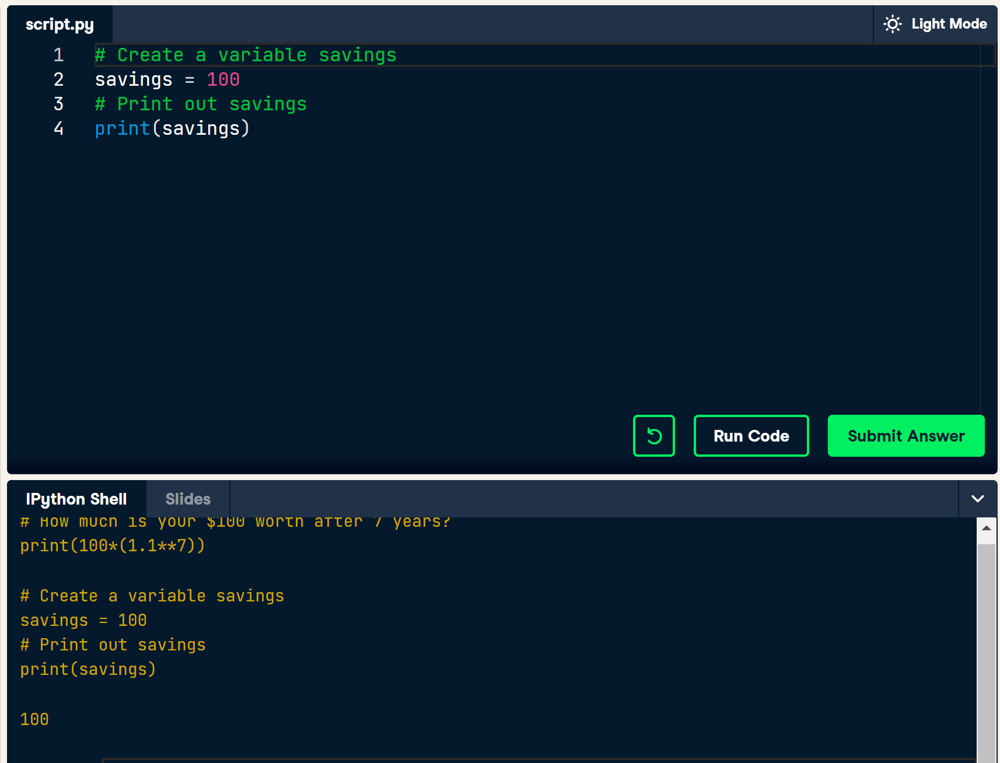 script.py
Light Mode
1 # Create a variable savings
2 savings = 100
3 # Print out savings
4 print(savings)
Run Code
Submit Answer
IPython Shell
Slides
# How much is your $100 worth after 7 years?
print(100*(1.1**7))
# Create a variable savings
savings = 100
# Print out savings
print(savings)
100